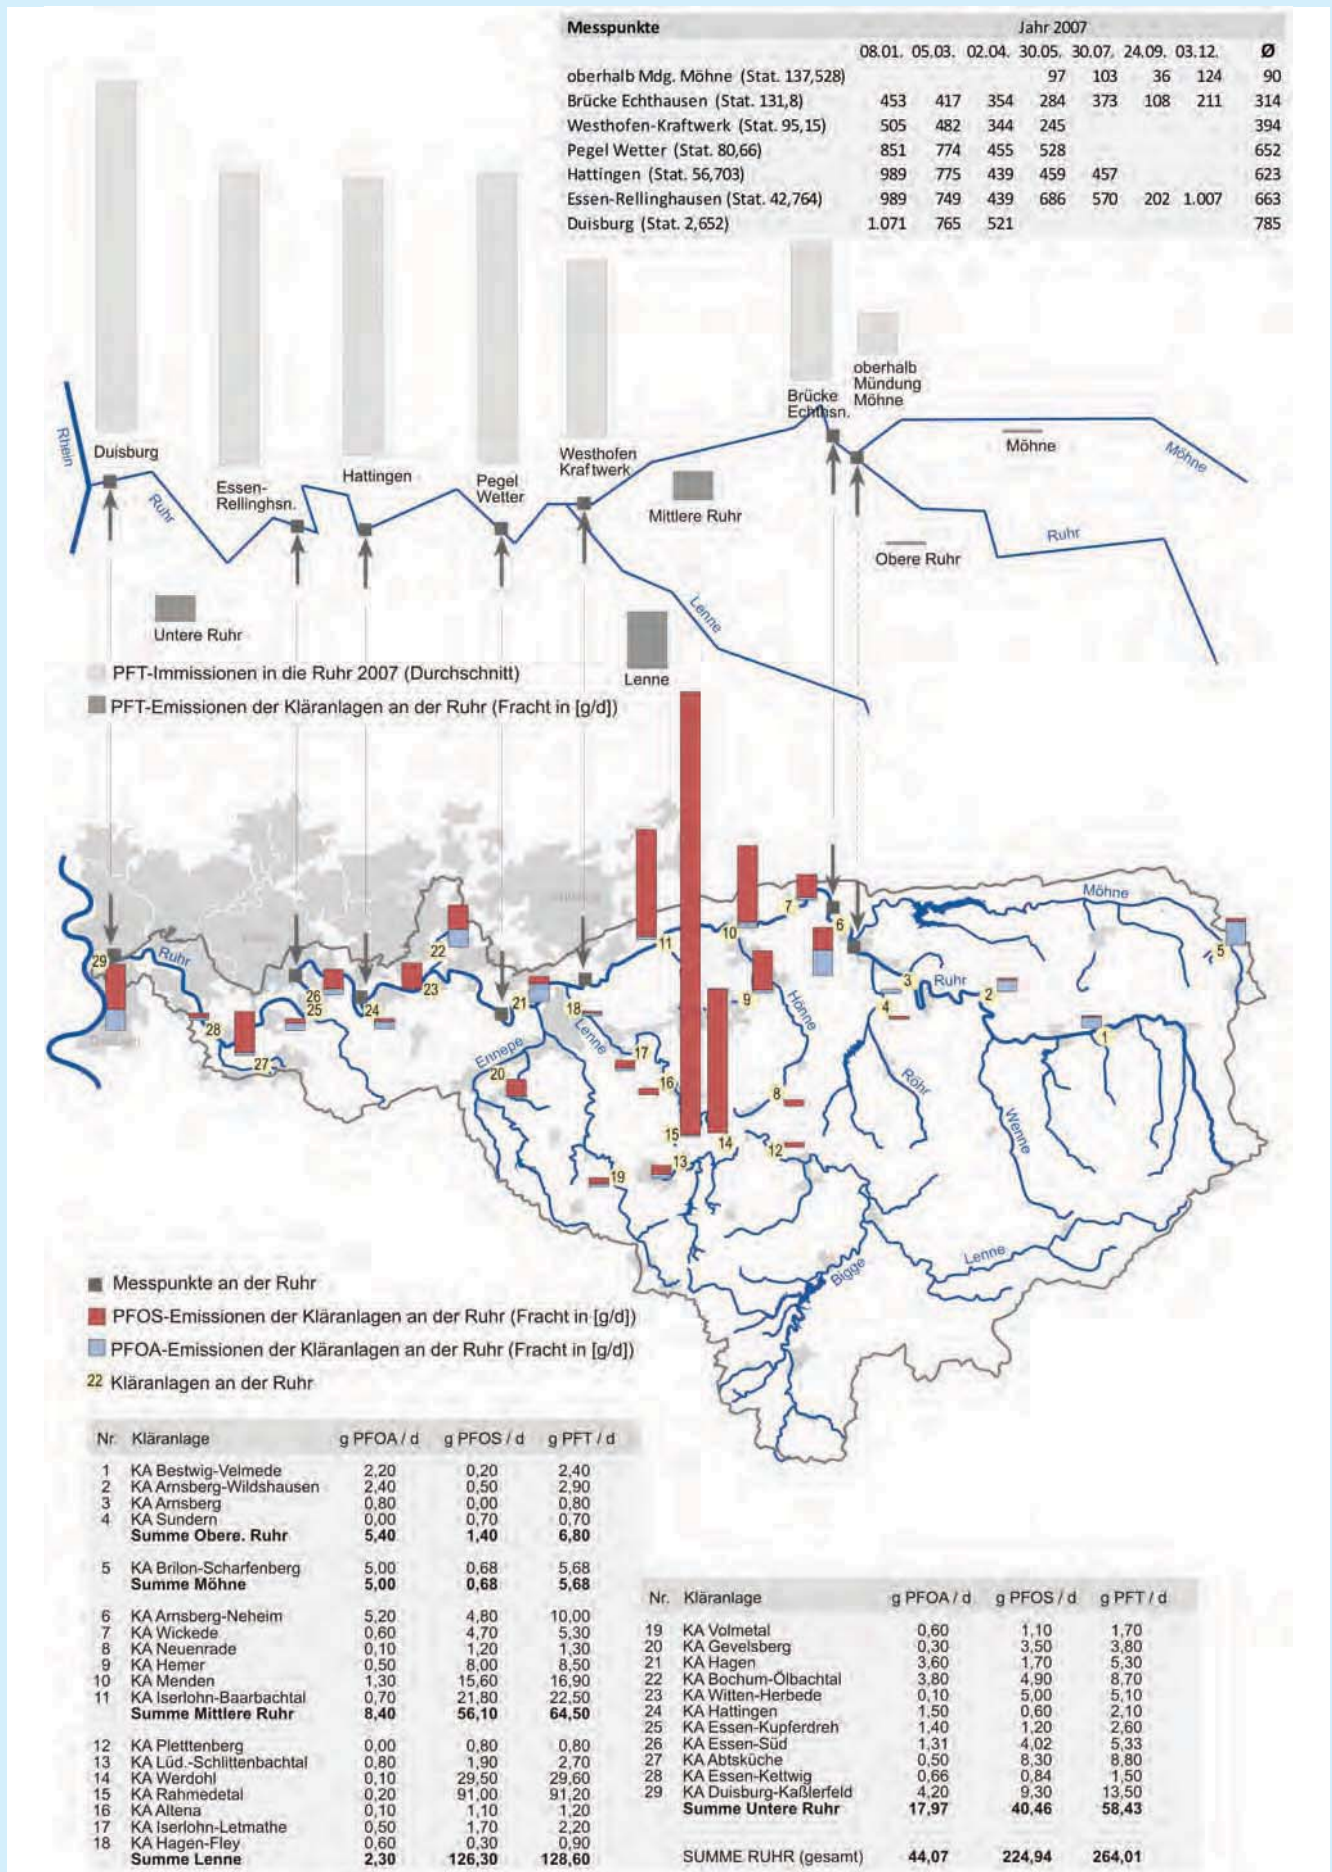 Messpunkte Jahr 2007
08.01. 05.03. 02.04. 30.05. 30.07. 24.09. 03.12. Ø
oberhalb Mdg. Möhne (Stat. 137,528) 97 103 36 124 90
Brücke Echthausen (Stat. 131,8) 453 417 354 284 373 108 211 314
Westhofen-Kraftwerk (Stat. 95,15) 505 482 344 245 394
Pegel Wetter (Stat. 80,66) 851 774 455 528 652
Hattingen (Stat. 56,703) 989 775 439 459 457 623
Essen-Rellinghausen (Stat. 42,764) 989 749 439 686 570 202 1.007 663
Duisburg (Stat. 2,652) 1.071 765 521 785
oberhalb
Mündung
Möhne
Brücke
Echthsn.
Rhein
Duisburg
Ruhr
Essen-
Rellinghsn.
Hattingen
Pegel
Wetter
Westhofen
Kraftwerk
Mittlere Ruhr
Möhne
Möhne
Obere Ruhr
Ruhr
Untere Ruhr
Lenne
Lenne
PFT-Immissionen in die Ruhr 2007 (Durchschnitt)
PFT-Emissionen der Kläranlagen an der Ruhr (Fracht in [g/d])
29
Ruhr
28
27
26
25
24
23
22
21
20
Ennepe
18
Lenne
17
16
15
14
13
12
19
11
10
9
8
7
6
Hönne
Möhne
5
3
Ruhr
2
4
1
Röhr
Wenne
Lenne
Bigge
Messpunkte an der Ruhr
PFOS-Emissionen der Kläranlagen an der Ruhr (Fracht in [g/d])
PFOA-Emissionen der Kläranlagen an der Ruhr (Fracht in [g/d])
22 Kläranlagen an der Ruhr
Nr. Kläranlage g PFOA / d g PFOS / d g PFT / d
1 KA Bestwig-Velmede 2,20 0,20 2,40
2 KA Arnsberg-Wildshausen 2,40 0,50 2,90
3 KA Arnsberg 0,80 0,00 0,80
4 KA Sundern 0,00 0,70 0,70
Summe Obere. Ruhr 5,40 1,40 6,80
5 KA Brilon-Scharfenberg 5,00 0,68 5,68
Summe Möhne 5,00 0,68 5,68
6 KA Arnsberg-Neheim 5,20 4,80 10,00
7 KA Wickede 0,60 4,70 5,30
8 KA Neuenrade 0,10 1,20 1,30
9 KA Hemer 0,50 8,00 8,50
10 KA Menden 1,30 15,60 16,90
11 KA Iserlohn-Baarbachtal 0,70 21,80 22,50
Summe Mittlere Ruhr 8,40 56,10 64,50
12 KA Pletttenberg 0,00 0,80 0,80
13 KA Lüd.-Schlittenbachtal 0,80 1,90 2,70
14 KA Werdohl 0,10 29,50 29,60
15 KA Rahmedetal 0,20 91,00 91,20
16 KA Altena 0,10 1,10 1,20
17 KA Iserlohn-Letmathe 0,50 1,70 2,20
18 KA Hagen-Fley 0,60 0,30 0,90
Summe Lenne 2,30 126,30 128,60
Nr. Kläranlage g PFOA / d g PFOS / d g PFT / d
19 KA Volmetal 0,60 1,10 1,70
20 KA Gevelsberg 0,30 3,50 3,80
21 KA Hagen 3,60 1,70 5,30
22 KA Bochum-Ölbachtal 3,80 4,90 8,70
23 KA Witten-Herbede 0,10 5,00 5,10
24 KA Hattingen 1,50 0,60 2,10
25 KA Essen-Kupferdreh 1,40 1,20 2,60
26 KA Essen-Süd 1,31 4,02 5,33
27 KA Abtsküche 0,50 8,30 8,80
28 KA Essen-Kettwig 0,66 0,84 1,50
29 KA Duisburg-Kaßlerfeld 4,20 9,30 13,50
Summe Untere Ruhr 17,97 40,46 58,43
SUMME RUHR (gesamt) 44,07 224,94 264,01